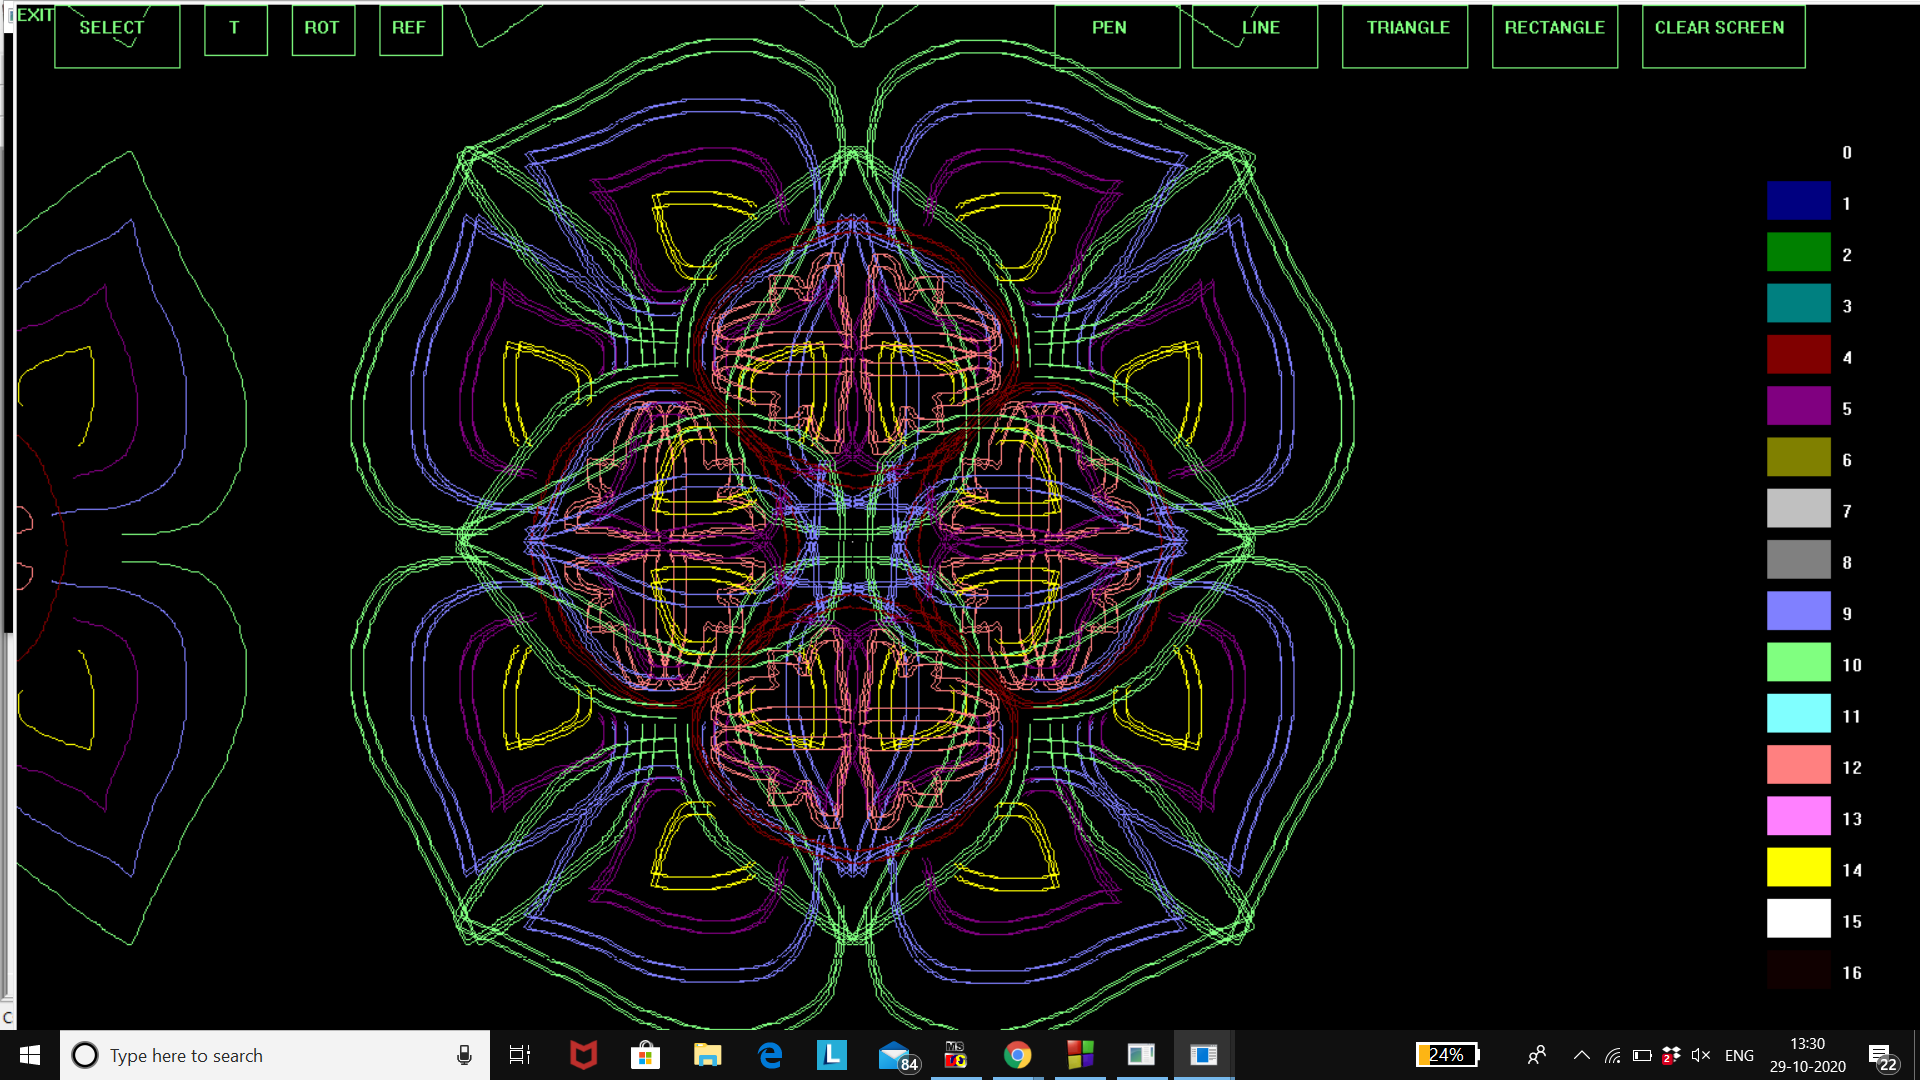 EXIT
SELECT
T
ROT
REF
PEN
LINE
TRIANGLE
RECTANGLE
CLEAR SCREEN
0
1
2
3
4
5
6
7
8
9
10
11
12
13
14
15
16
C
Type here to search
L
84
MS
24%
2
ENG
13:30
29-10-2020
22